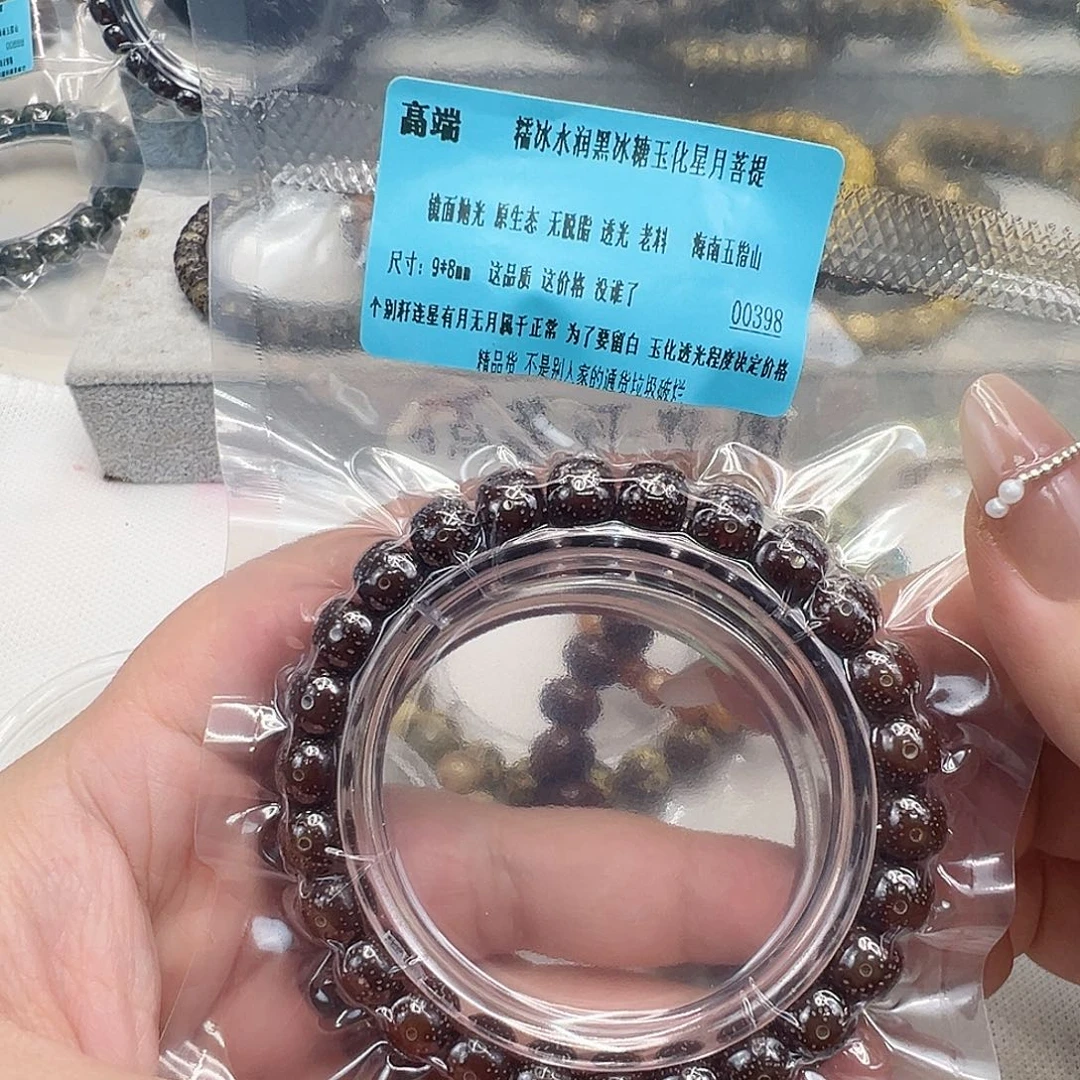 高端
糯冰水润黑冰糖玉化星月菩提
镜面抛光 原生态 无脱脂 透光 老料 海南五指山
尺寸：9*8mm 这品质 这价格 没谁了
00398
个别籽连星有月无月属于正常 为了要留白 玉化透光程度决定价格
精品货 不是别人家的通货垃圾破烂